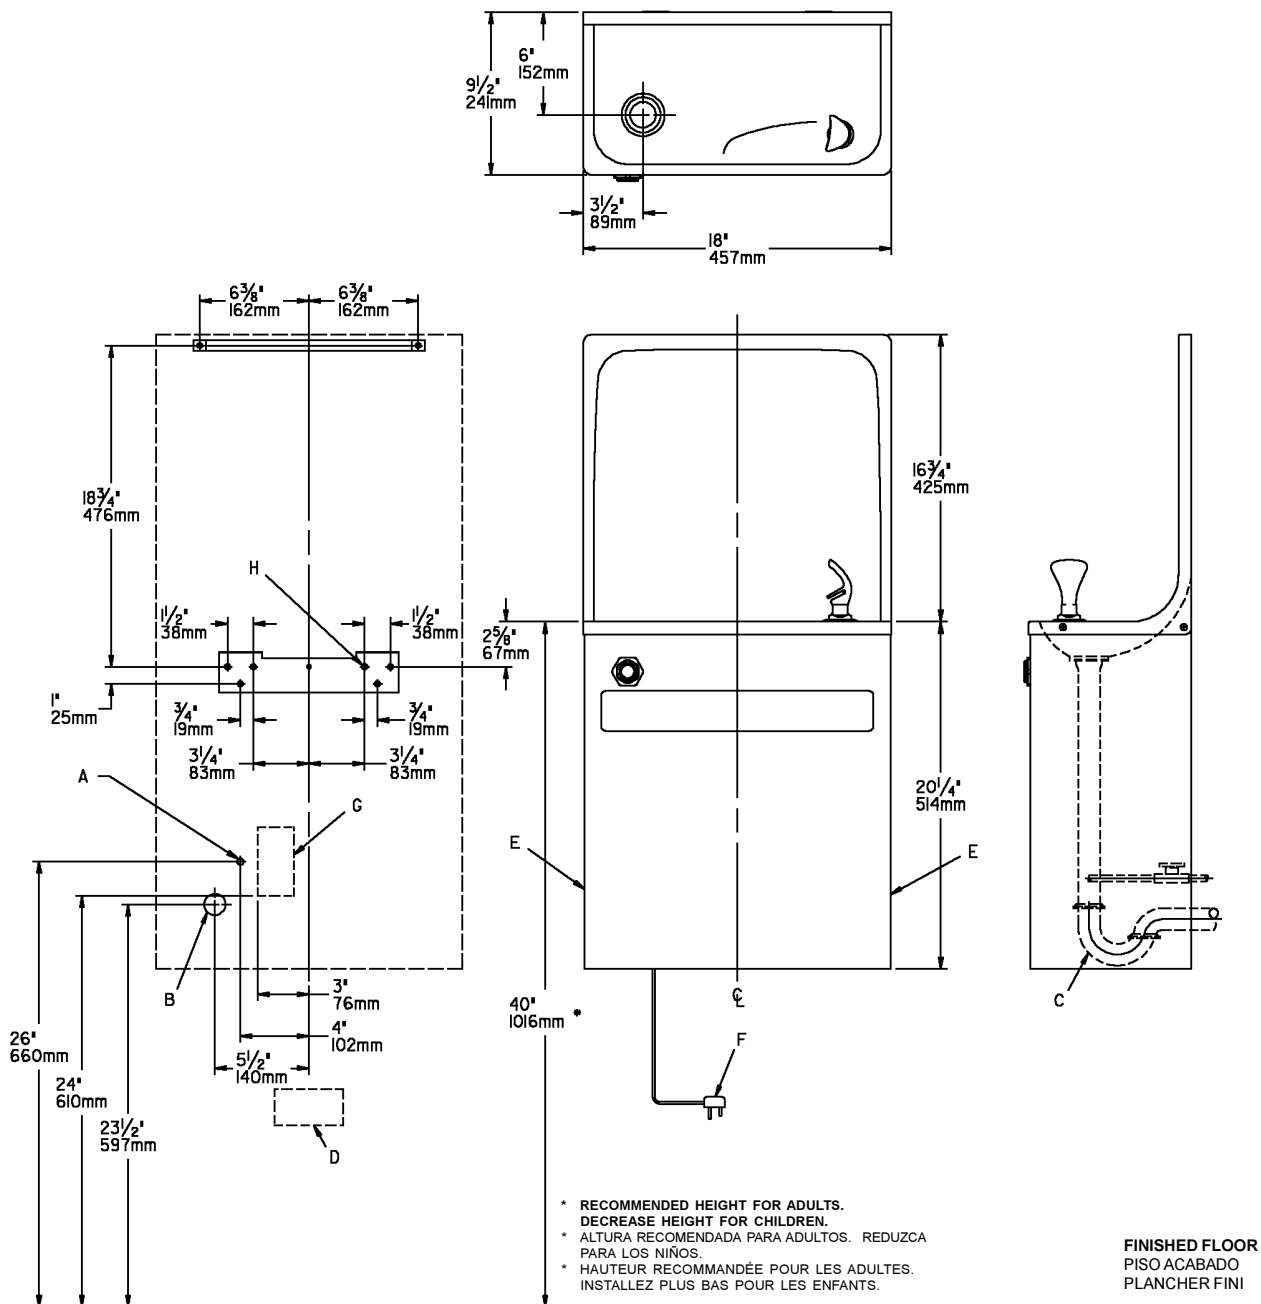 6"
152mm
9 1/2"
241mm
3 1/2"
89mm
18"
457mm
6 3/8"
162mm
6 3/8"
162mm
18 3/4"
476mm
16 3/4"
425mm
H
1 1/2"
38mm
1 1/2"
38mm
2 5/8"
67mm
1"
25mm
3/4"
19mm
3/4"
19mm
3 1/4"
83mm
3 1/4"
83mm
A
G
20 1/4"
514mm
E
E
B
3"
76mm
C
40"
1016mm *
℄
4"
102mm
F
26"
660mm
5 1/2"
140mm
24"
610mm
23 1/2"
597mm
D
* RECOMMENDED HEIGHT FOR ADULTS.
DECREASE HEIGHT FOR CHILDREN.
* ALTURA RECOMENDADA PARA ADULTOS. REDUZCA
PARA LOS NIÑOS.
* HAUTEUR RECOMMANDÉE POUR LES ADULTES.
INSTALLEZ PLUS BAS POUR LES ENFANTS.
FINISHED FLOOR
PISO ACABADO
PLANCHER FINI